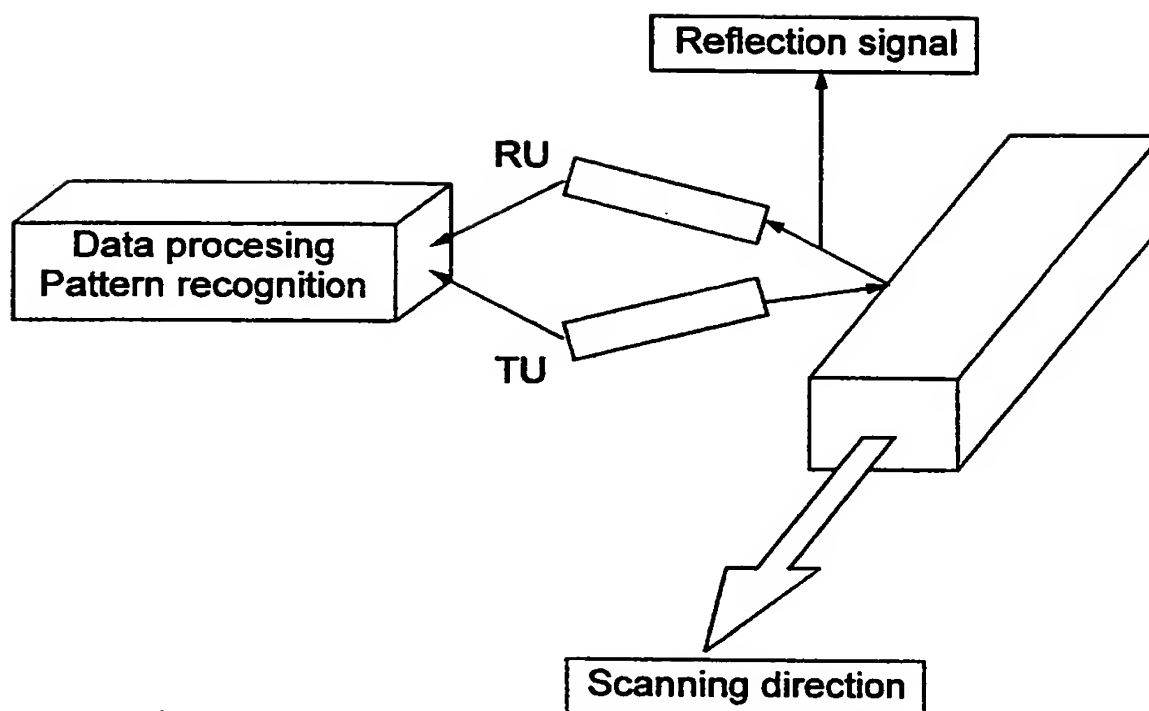 Reflection signal
RU
Data procesing
Pattern recognition
TU
Scanning direction